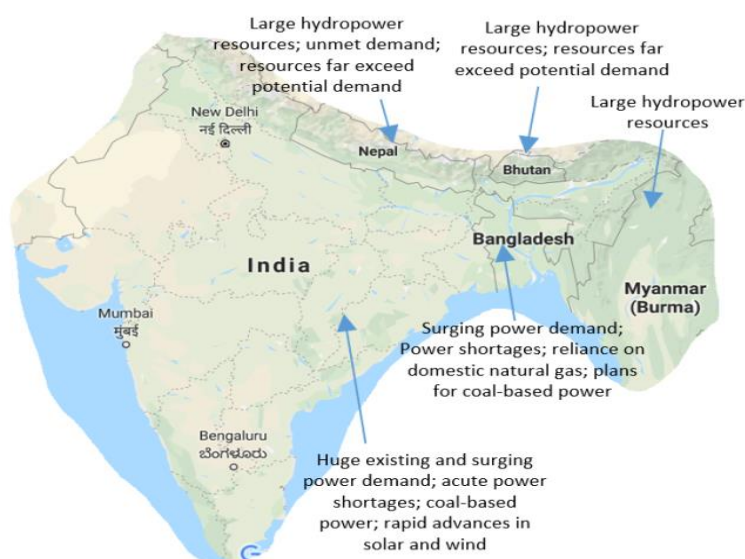 Large hydropower
resources; unmet demand;
resources far exceed
potential demand
Large hydropower
resources; resources far
exceed potential demand
Large hydropower
resources
New Delhi
नई दिल्ली
Nepal
Bhutan
Bangladesh
India
Myanmar
(Burma)
Mumbai
मुंबई
Surging power demand;
Power shortages; reliance on
domestic natural gas; plans
for coal-based power
Bengaluru
ಬೆಂಗಳೂರು
Huge existing and surging
power demand; acute power
shortages; coal-based
power; rapid advances in
solar and wind
G